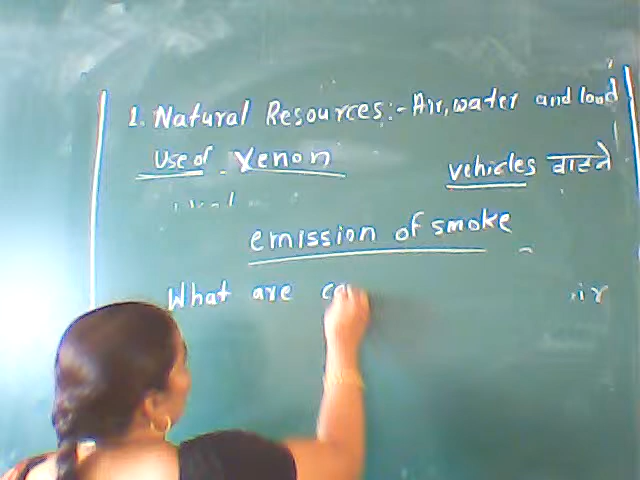 1. Natural Resources:- Air, water and land
Use of Xenon vehicles वाहने
emission of smoke
What are